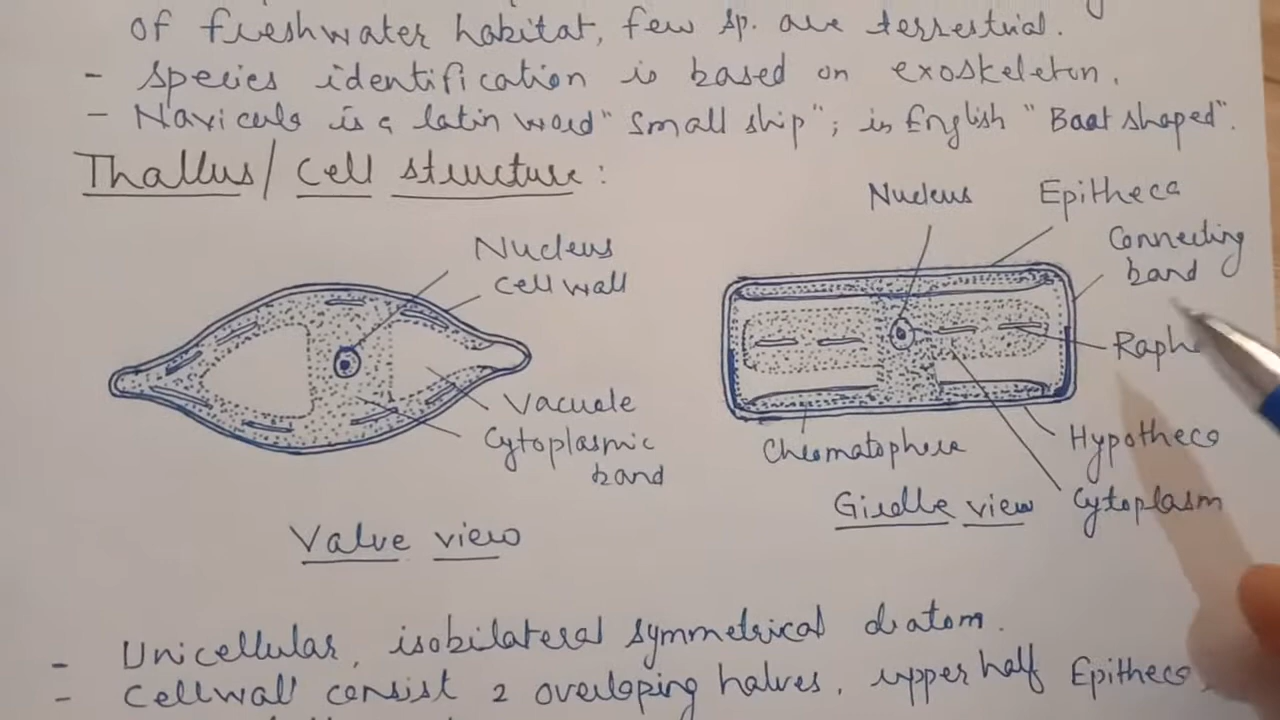 of freshwater habitat, few sp. are terrestrial.
- Species identification is based on exoskeleton.
- Navicula is a latin word "Small ship"; in English "Boat shaped".
Thallus/Cell structure:
Nucleus
Cell wall
Vacuole
Cytoplasmic
band
Valve view
Nucleus
Epitheca
Connecting
band
Raph
Hypotheca
Cytoplasm
Chromatophore
Girdle view
- Unicellular, isobilateral symmetrical diatom.
- Cellwall consist 2 overloping halves, upper half Epitheca,